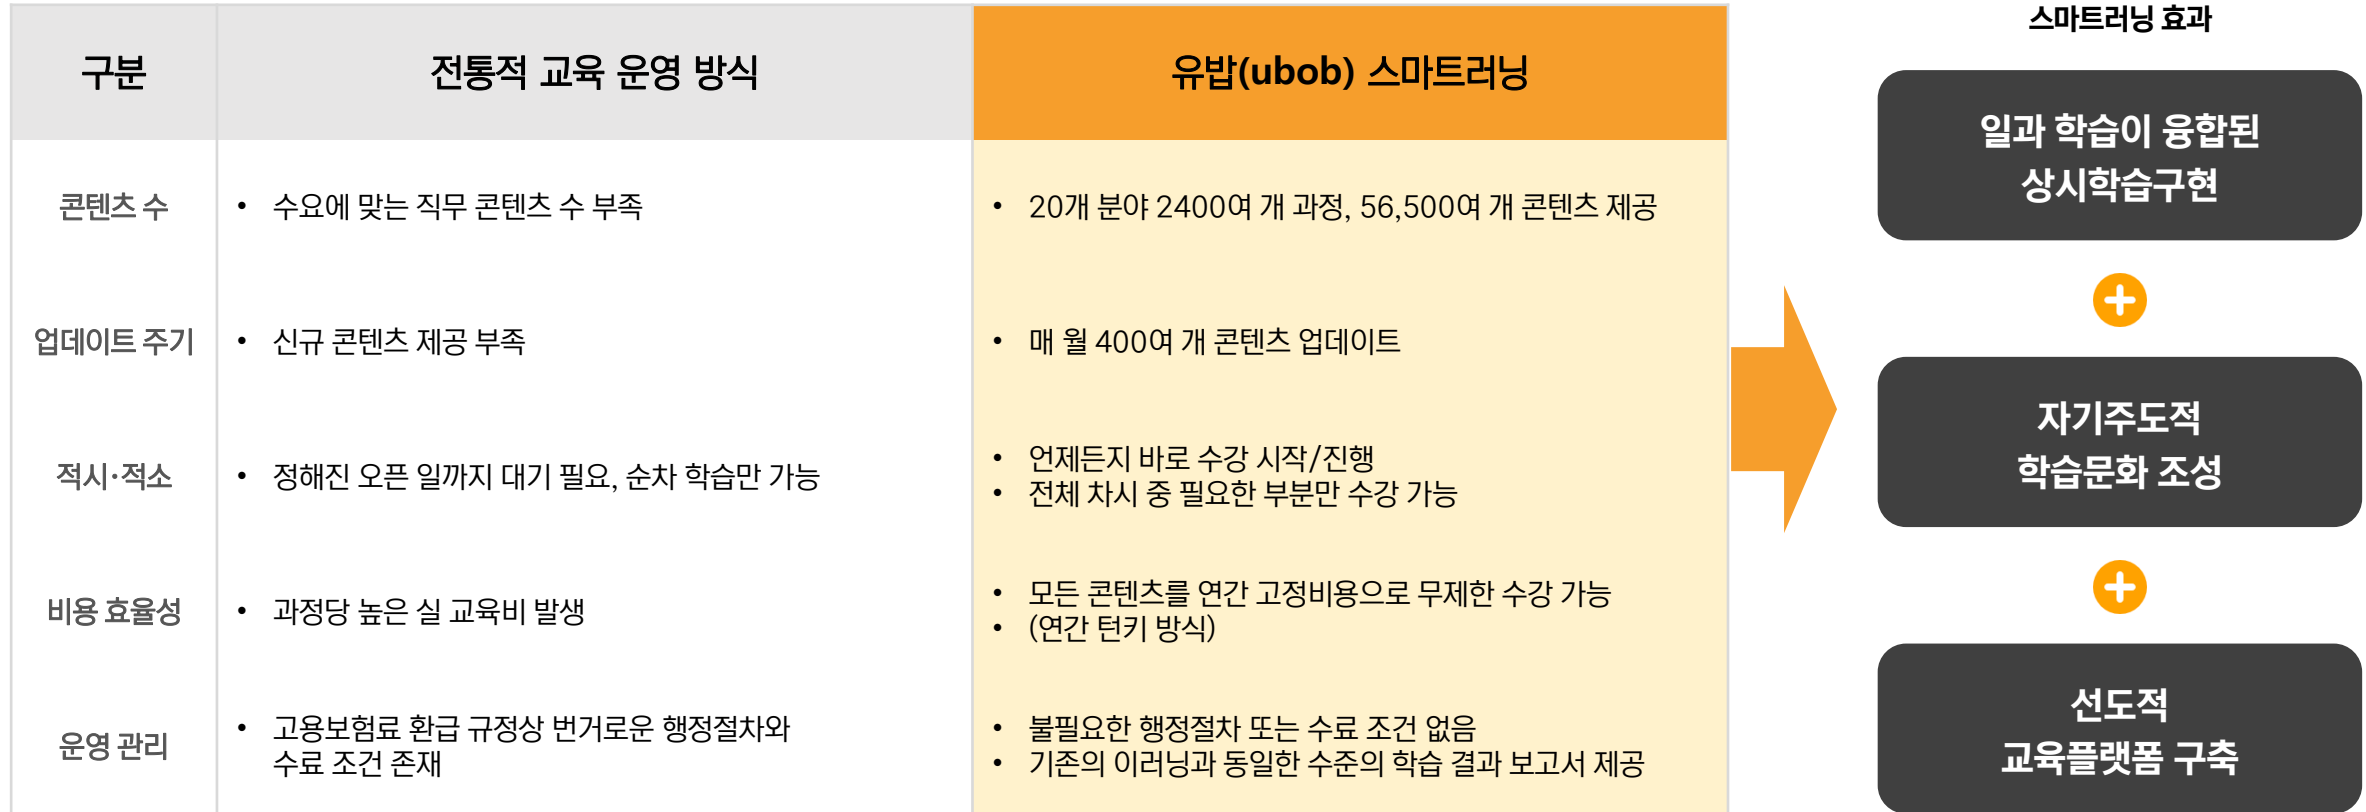 스마트러닝 효과
구분
전통적 교육 운영 방식
유밥(ubob) 스마트러닝
콘텐츠 수
• 수요에 맞는 직무 콘텐츠 수 부족
• 20개 분야 2400여 개 과정, 56,500여 개 콘텐츠 제공
업데이트 주기
• 신규 콘텐츠 제공 부족
• 매 월 400여 개 콘텐츠 업데이트
적시·적소
• 정해진 오픈 일까지 대기 필요, 순차 학습만 가능
• 언제든지 바로 수강 시작/진행
• 전체 차시 중 필요한 부분만 수강 가능
비용 효율성
• 과정당 높은 실 교육비 발생
• 모든 콘텐츠를 연간 고정비용으로 무제한 수강 가능
• (연간 턴키 방식)
운영 관리
• 고용보험료 환급 규정상 번거로운 행정절차와
수료 조건 존재
• 불필요한 행정절차 또는 수료 조건 없음
• 기존의 이러닝과 동일한 수준의 학습 결과 보고서 제공
일과 학습이 융합된
상시학습구현
자기주도적
학습문화 조성
선도적
교육플랫폼 구축